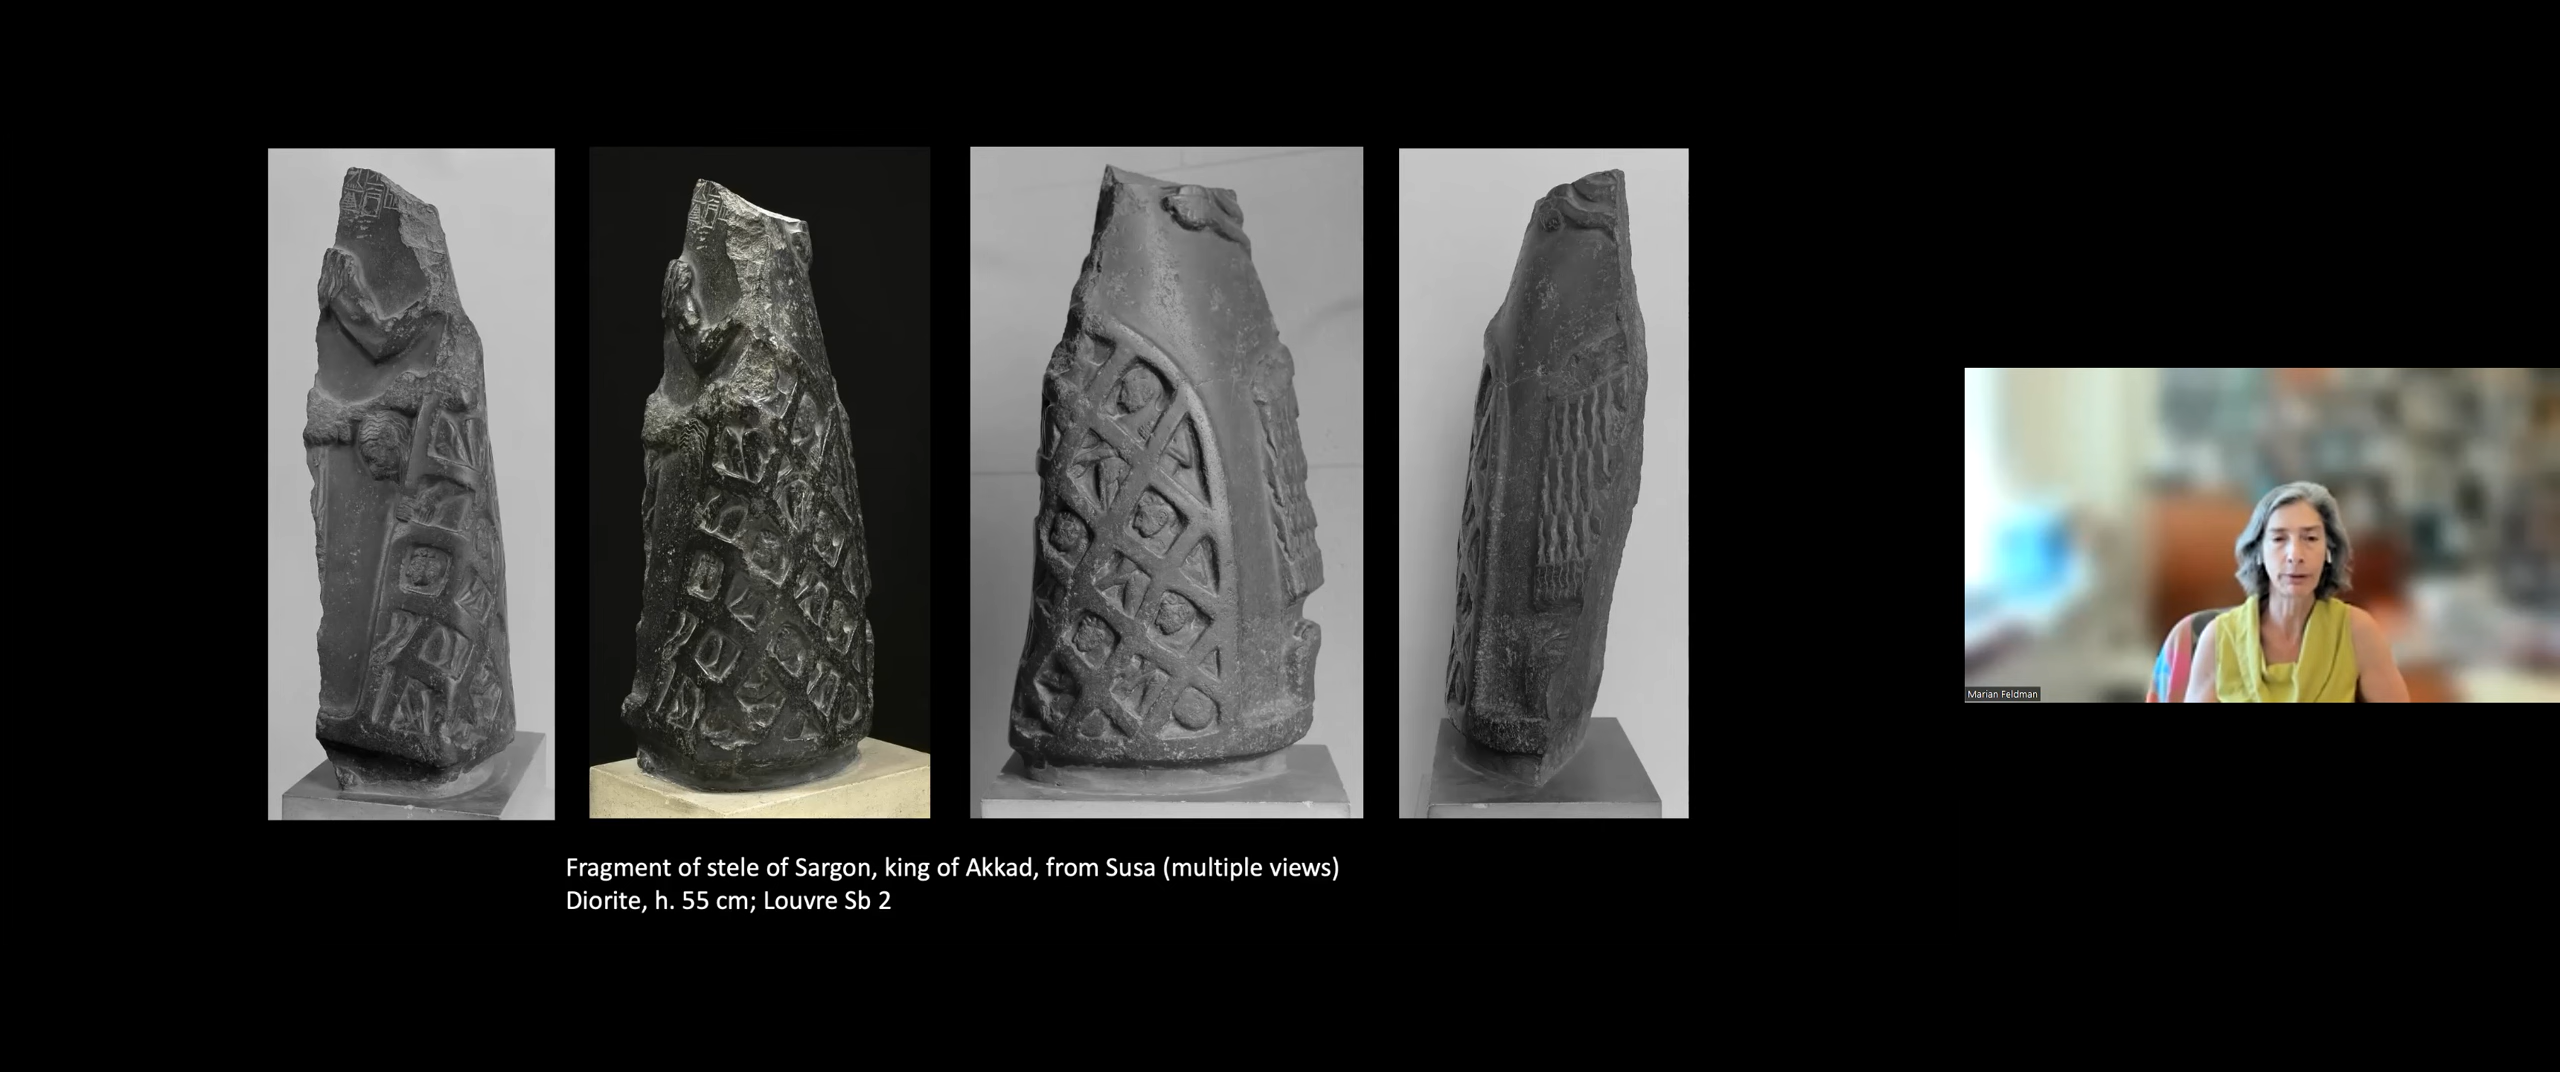 Fragment of stele of Sargon, king of Akkad, from Susa (multiple views)
Diorite, h. 55 cm; Louvre Sb 2
Marian Feldman